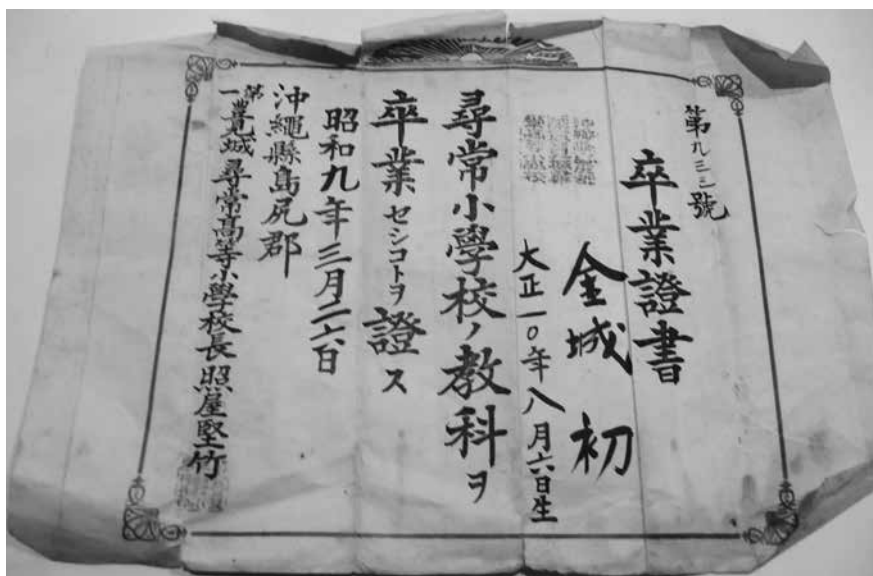 第九三三號
卒業證書
金城 初
大正一〇年八月六日生
尋常小學校ノ教科ヲ
卒業セシコトヲ證ス
昭和九年三月二六日
沖繩縣島尻郡
第一豊見城尋常高等小學校長 照屋堅竹